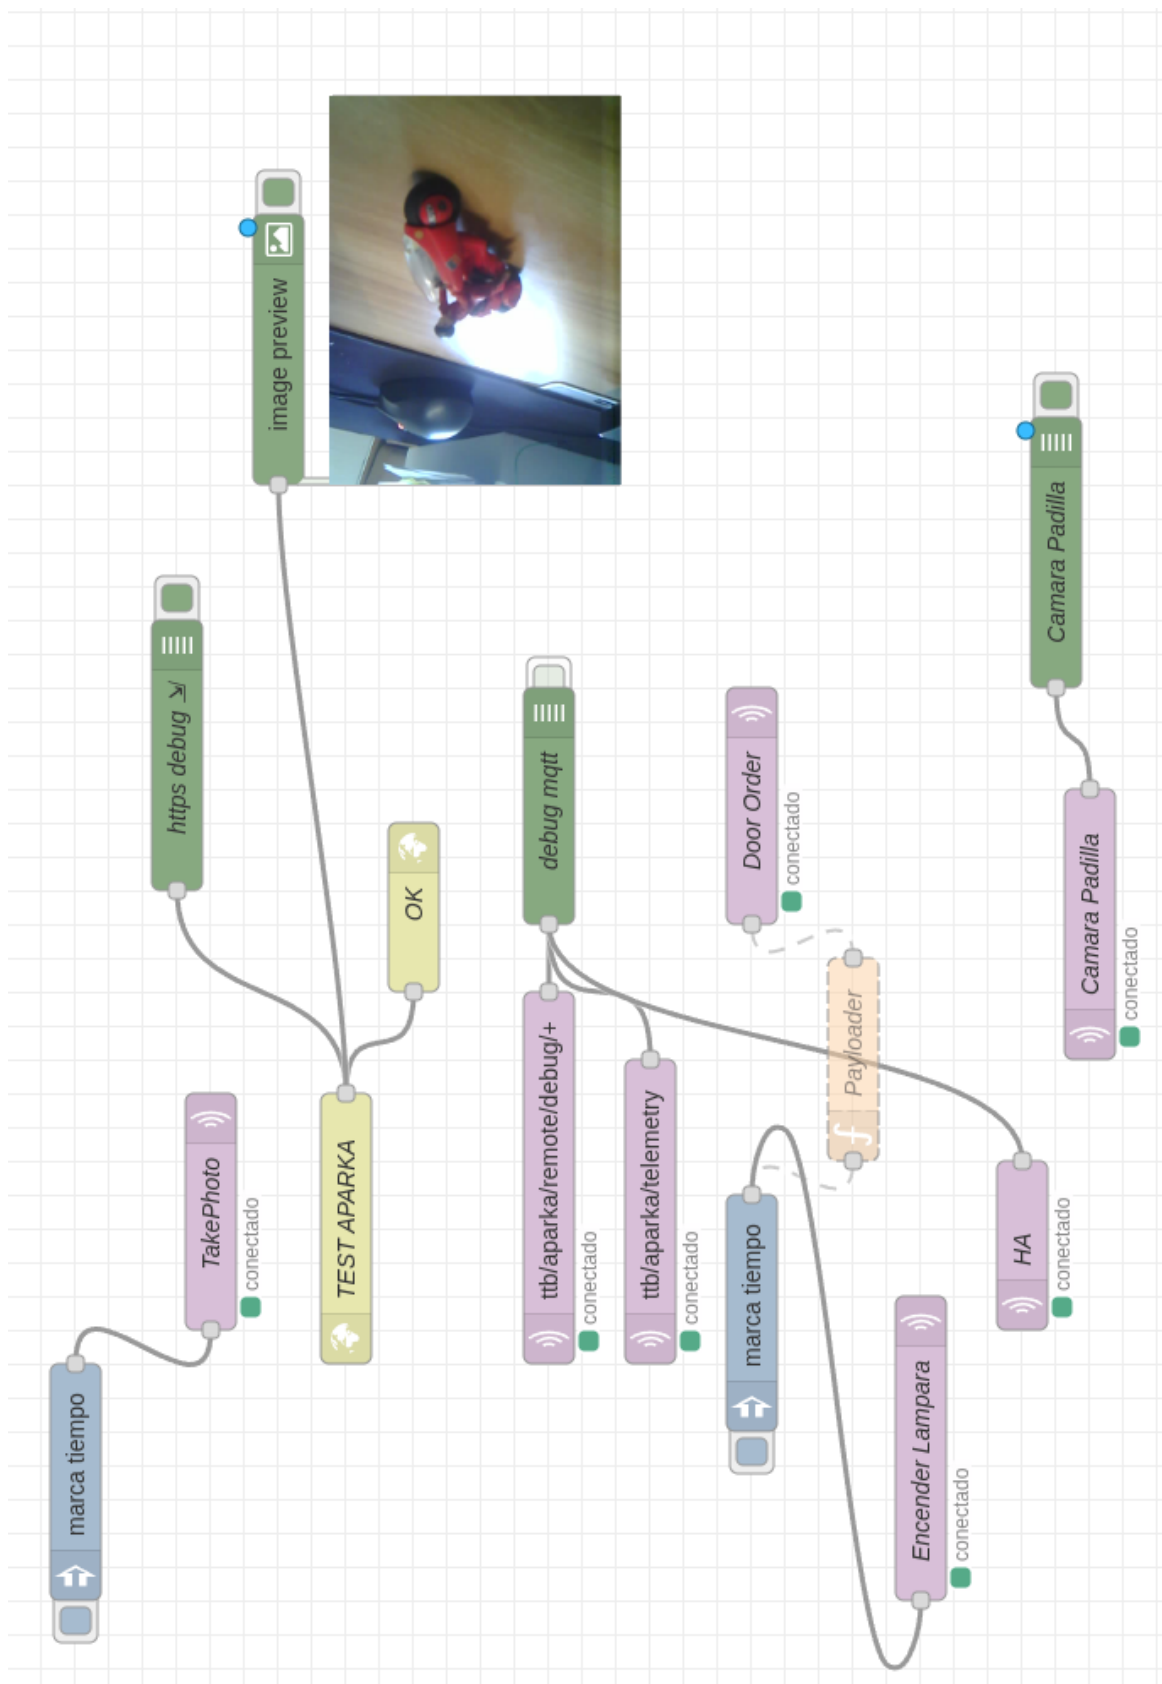 marca tiempo
TakePhoto
conectado
https debug
image preview
TEST APARKA
OK
ttb/aparka/remote/debug/+
conectado
debug mqtt
ttb/aparka/telemetry
conectado
marca tiempo
Door Order
conectado
Payloader
Encender Lampara
conectado
HA
conectado
Camara Padilla
conectado
Camara Padilla